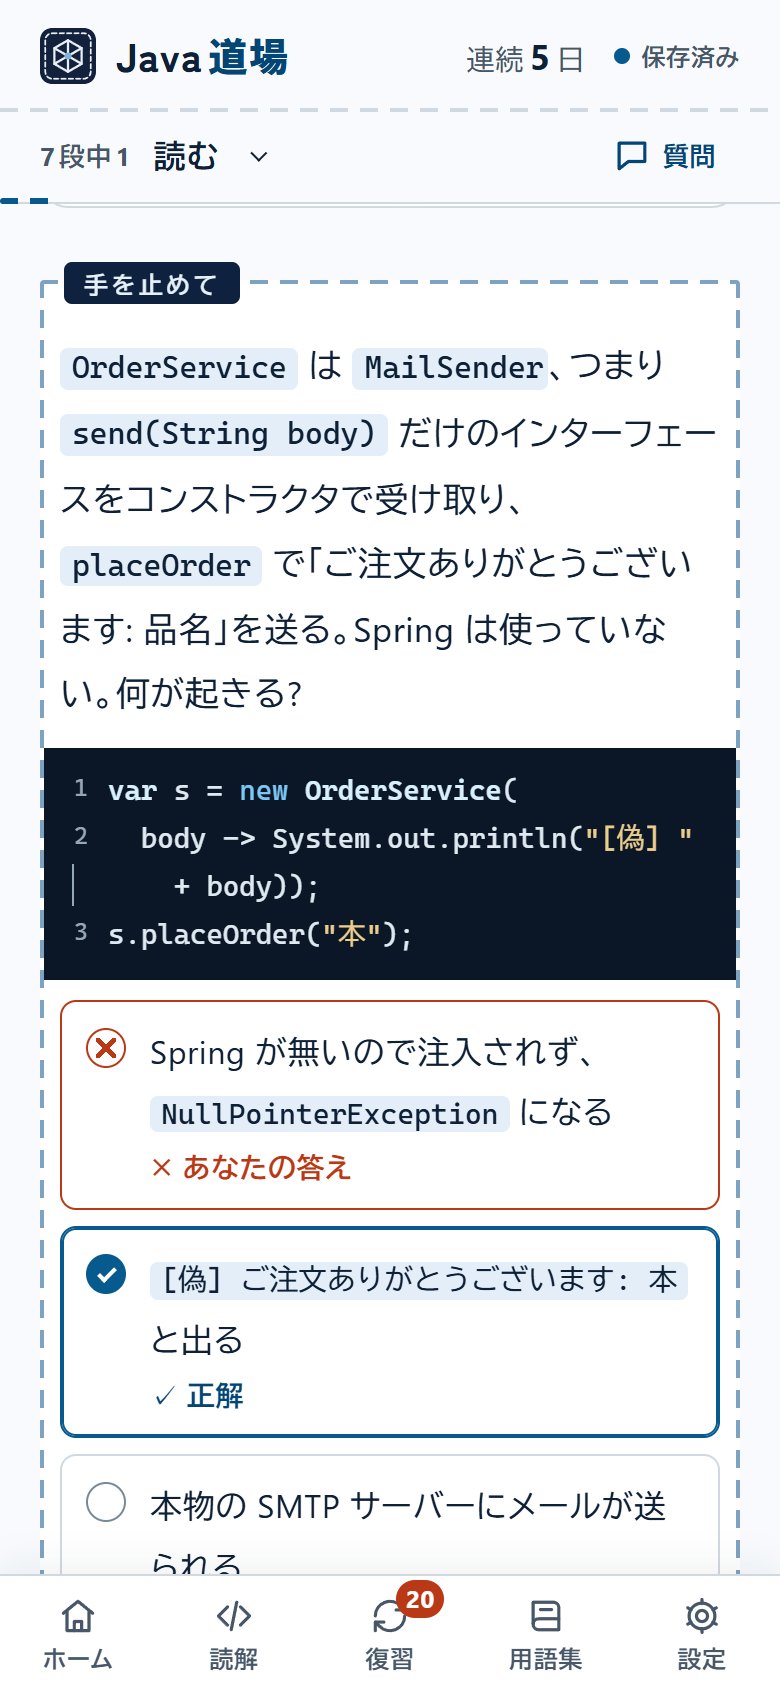 Java道場
連続 5 日
保存済み
7段中1 読む
質問
手を止めて
OrderService は MailSender、つまり
send(String body) だけのインターフェー
スをコンストラクタで受け取り、
placeOrder で「ご注文ありがとうござい
ます: 品名」を送る。Spring は使っていな
い。何が起きる?
1 var s = new OrderService(
2 body -> System.out.println("[偽] "
+ body));
3 s.placeOrder("本");
Spring が無いので注入されず、
NullPointerException になる
× あなたの答え
[偽] ご注文ありがとうございます: 本
と出る
✓ 正解
本物の SMTP サーバーにメールが送
られる
20
ホーム
読解
復習
用語集
設定